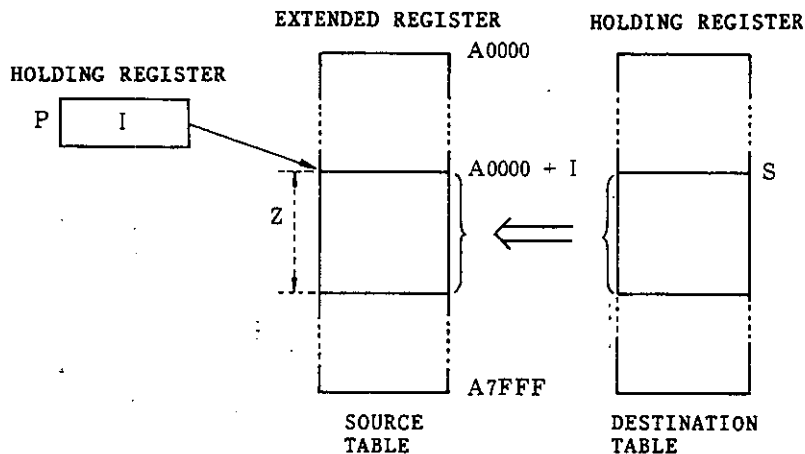 EXTENDED REGISTER
HOLDING REGISTER
A0000
HOLDING REGISTER
P
I
A0000 + I
S
Z
A7FFF
SOURCE
TABLE
DESTINATION
TABLE